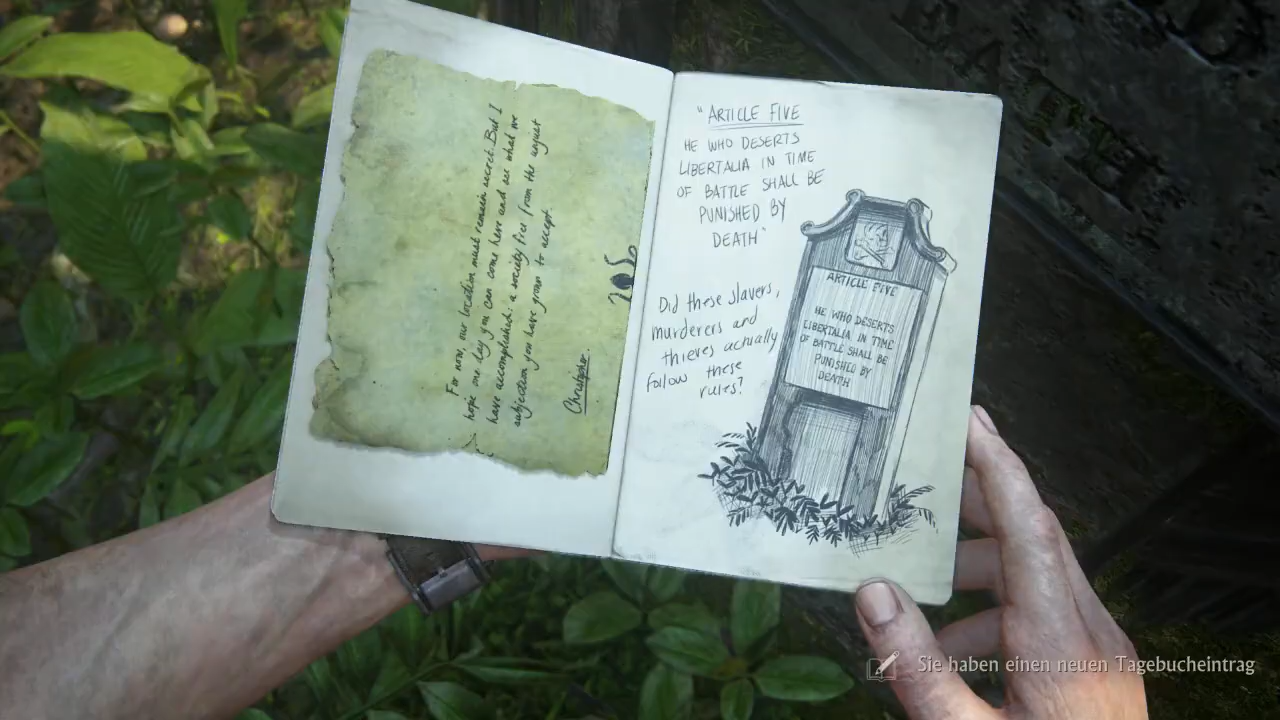 For now, our location must remain secret. But I
hope one day you can come here and see what we
have accomplished: a society free from the unjust
subjection you have grown to accept.
Christopher.
"ARTICLE FIVE
HE WHO DESERTS
LIBERTALIA IN TIME
OF BATTLE SHALL BE
PUNISHED BY
DEATH"
Did these slavers,
murderers and
thieves actually
follow these
rules?
ARTICLE FIVE
HE WHO DESERTS
LIBERTALIA IN TIME
OF BATTLE SHALL BE
PUNISHED BY
DEATH
Sie haben einen neuen Tagebucheintrag